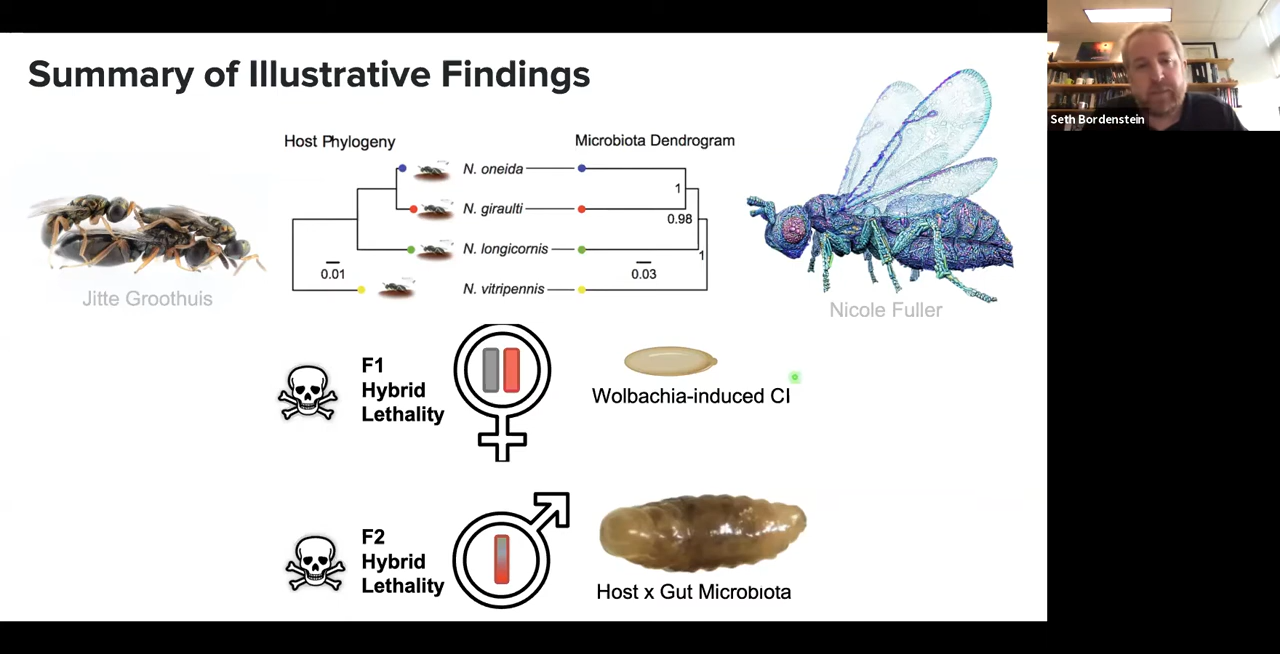 Summary of Illustrative Findings
Seth Bordenstein
Host Phylogeny
Microbiota Dendrogram
N. oneida
1
N. giraulti
0.98
N. longicornis
1
0.01
0.03
N. vitripennis
Jitte Groothuis
Nicole Fuller
F1
Hybrid
Lethality
Wolbachia-induced CI
F2
Hybrid
Lethality
Host x Gut Microbiota